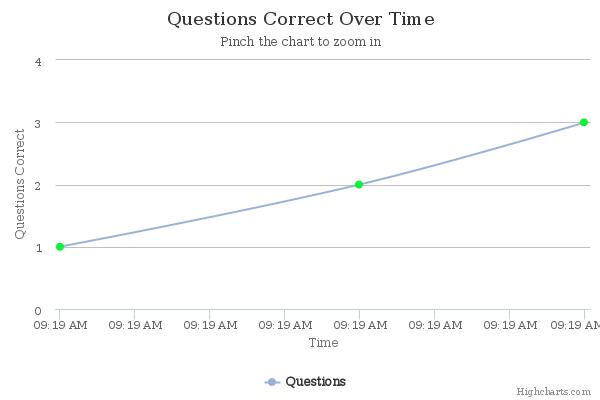 Questions Correct Over Time
Pinch the chart to zoom in
Questions Correct
4
3
2
1
0
09:19 AM 09:19 AM 09:19 AM 09:19 AM 09:19 AM 09:19 AM 09:19 AM 09:19 AM
Time
Questions
Highcharts.com